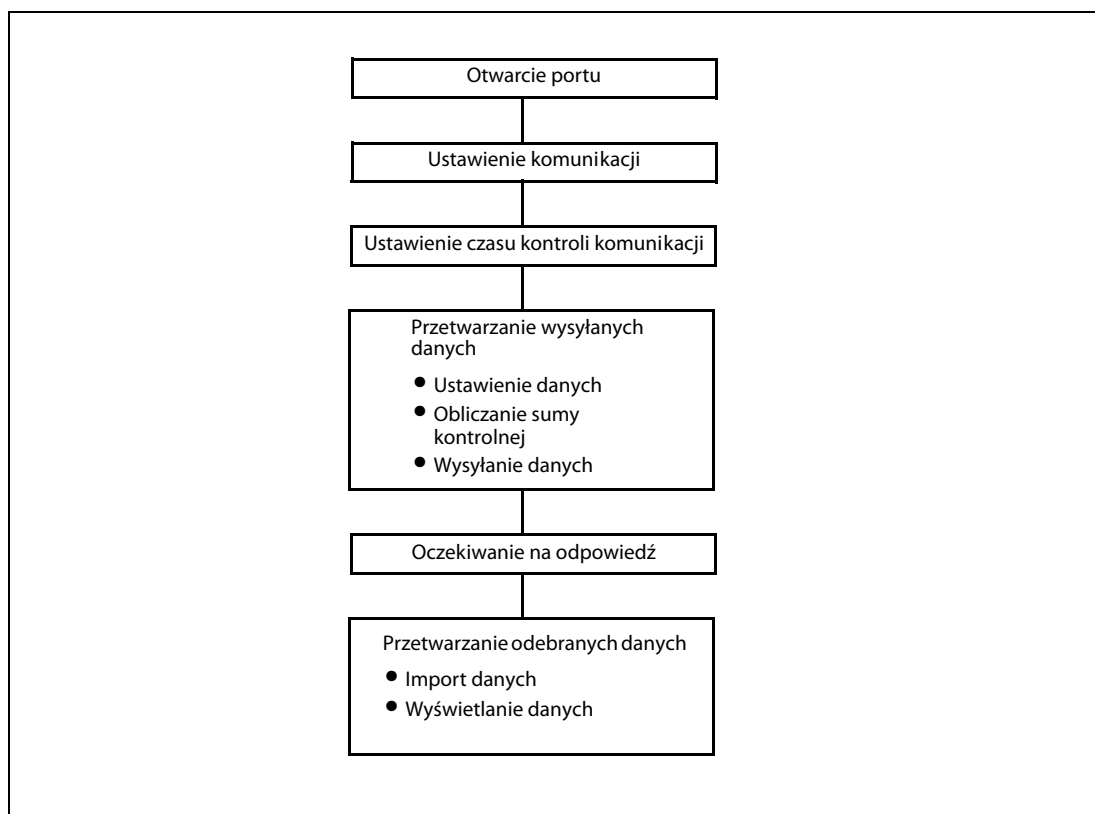 Otwarcie portu
Ustawienie komunikacji
Ustawienie czasu kontroli komunikacji
Przetwarzanie wysyłanych
danych
● Ustawienie danych
● Obliczanie sumy
kontrolnej
● Wysyłanie danych
Oczekiwanie na odpowiedź
Przetwarzanie odebranych danych
● Import danych
● Wyświetlanie danych